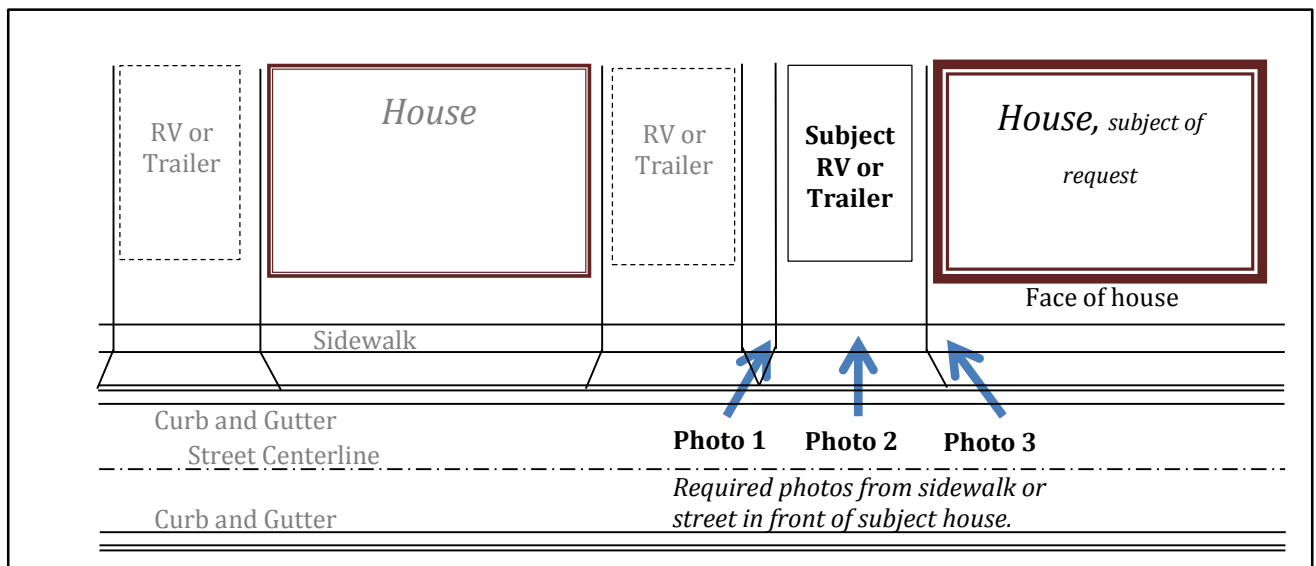 RV or
Trailer
House
RV or
Trailer
Subject
RV or
Trailer
House, subject of
request
Face of house
Sidewalk
Curb and Gutter
Street Centerline
Photo 1
Photo 2
Photo 3
Required photos from sidewalk or
street in front of subject house.
Curb and Gutter